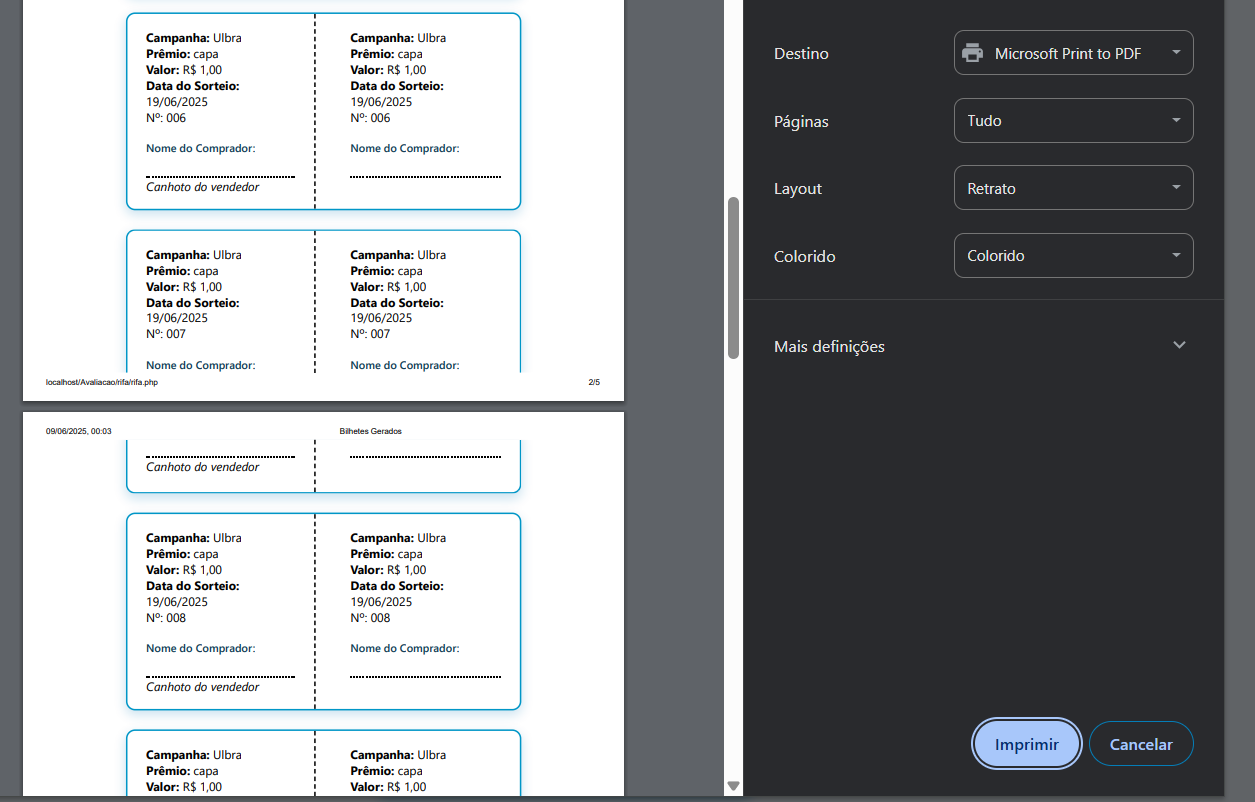 Campanha: Ulbra
Prêmio: capa
Valor: R$ 1,00
Data do Sorteio:
19/06/2025
Nº: 006
Nome do Comprador:
Canhoto do vendedor
Campanha: Ulbra
Prêmio: capa
Valor: R$ 1,00
Data do Sorteio:
19/06/2025
Nº: 006
Nome do Comprador:
Campanha: Ulbra
Prêmio: capa
Valor: R$ 1,00
Data do Sorteio:
19/06/2025
Nº: 007
Nome do Comprador:
Campanha: Ulbra
Prêmio: capa
Valor: R$ 1,00
Data do Sorteio:
19/06/2025
Nº: 007
Nome do Comprador:
localhost/Avaliacao/rifa/rifa.php 2/5
09/06/2025, 00:03 Bilhetes Gerados
Canhoto do vendedor
Campanha: Ulbra
Prêmio: capa
Valor: R$ 1,00
Data do Sorteio:
19/06/2025
Nº: 008
Nome do Comprador:
Canhoto do vendedor
Campanha: Ulbra
Prêmio: capa
Valor: R$ 1,00
Data do Sorteio:
19/06/2025
Nº: 008
Nome do Comprador:
Campanha: Ulbra
Prêmio: capa
Valor: R$ 1,00
Campanha: Ulbra
Prêmio: capa
Valor: R$ 1,00
Destino Microsoft Print to PDF
Páginas Tudo
Layout Retrato
Colorido Colorido
Mais definições
Imprimir Cancelar